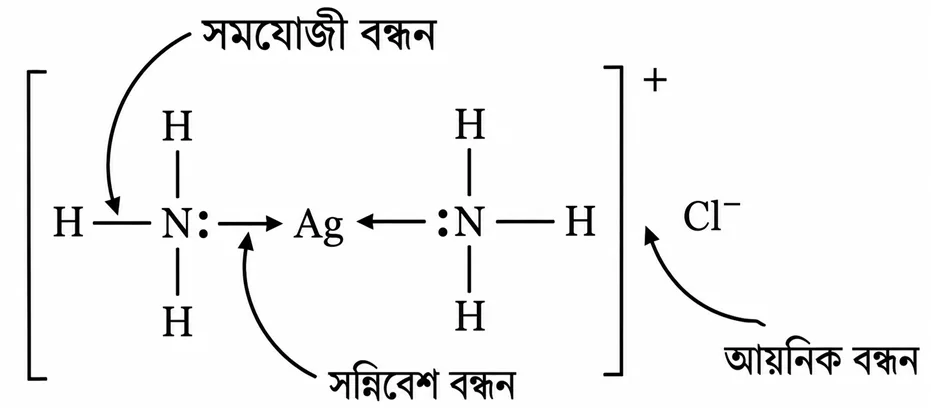 সমযোজী বন্ধন
+
H H
H — N: → Ag ← :N — H Cl⁻
H H
সন্নিবেশ বন্ধন
আয়নিক বন্ধন